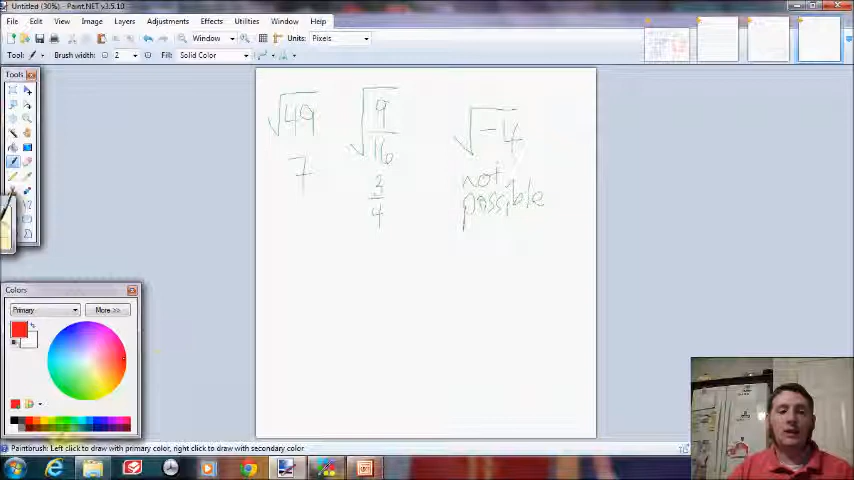 Untitled (30%) - Paint.NET v3.5.10
File Edit View Image Layers Adjustments Effects Utilities Window Help
Window Units: Pixels
Tool: Brush width: 2 Fill: Solid Color
Tools
√49 √9/16 √-4
7 3/4 not
possible
Colors
Primary More >>
Paintbrush: Left click to draw with primary color, right click to draw with secondary color.